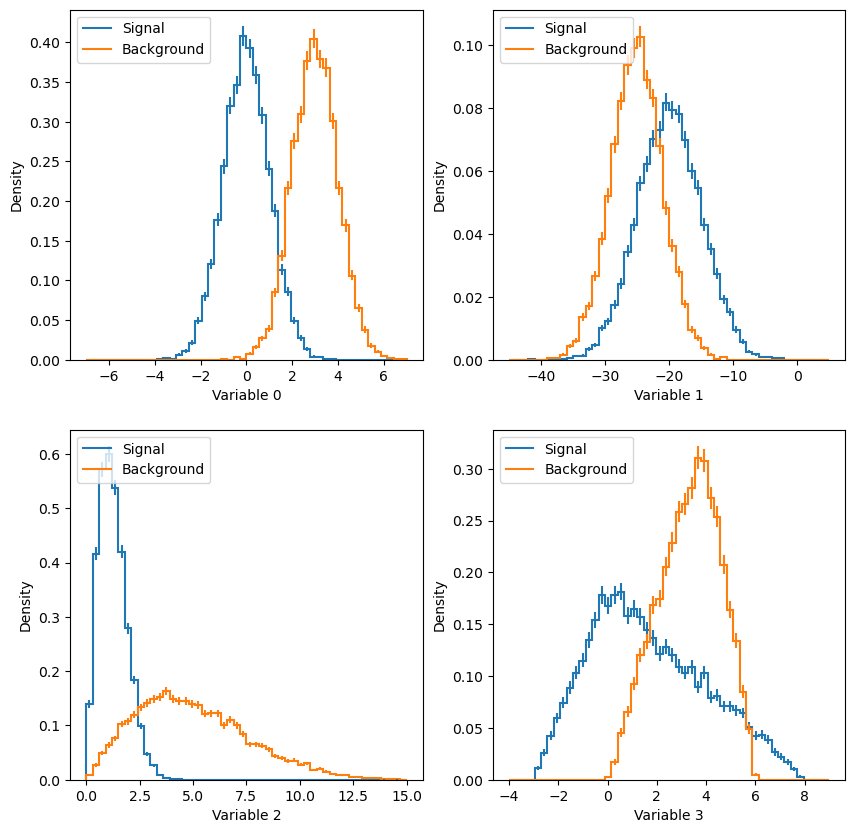 Signal
Background
0.40
0.35
0.30
0.25
0.20
0.15
0.10
0.05
0.00
Density
−6 −4 −2 0 2 4 6
Variable 0
Signal
Background
0.10
0.08
0.06
0.04
0.02
0.00
Density
−40 −30 −20 −10 0
Variable 1
Signal
Background
0.6
0.5
0.4
0.3
0.2
0.1
0.0
Density
0.0 2.5 5.0 7.5 10.0 12.5 15.0
Variable 2
Signal
Background
0.30
0.25
0.20
0.15
0.10
0.05
0.00
Density
−4 −2 0 2 4 6 8
Variable 3